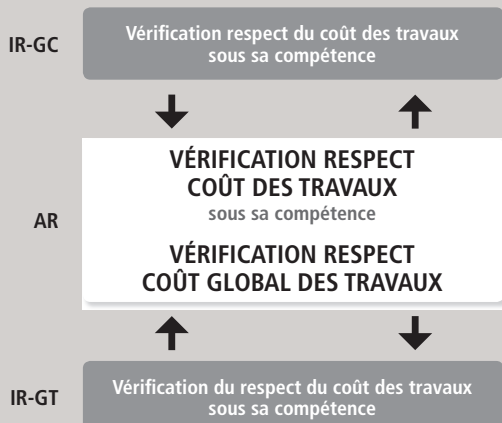 IR-GC
Vérification respect du coût des travaux
sous sa compétence
AR
VÉRIFICATION RESPECT
COÛT DES TRAVAUX
sous sa compétence
VÉRIFICATION RESPECT
COÛT GLOBAL DES TRAVAUX
IR-GT
Vérification du respect du coût des travaux
sous sa compétence